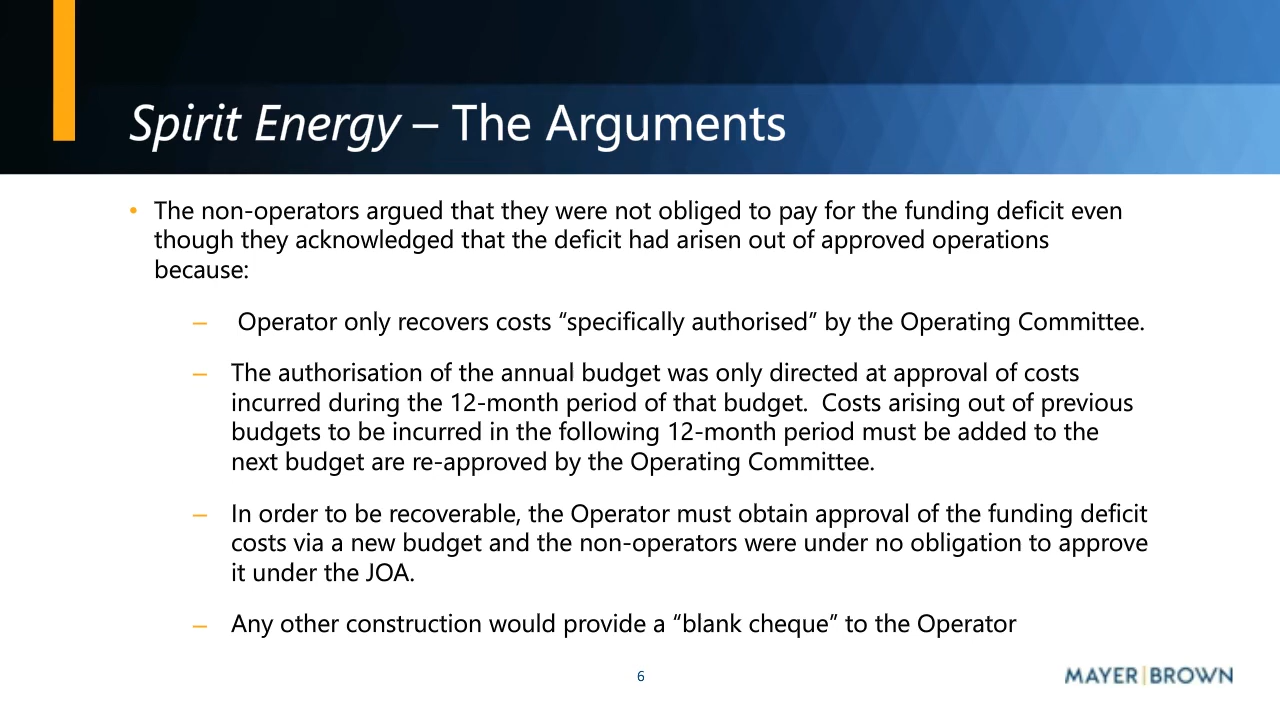 Spirit Energy – The Arguments
• The non-operators argued that they were not obliged to pay for the funding deficit even
though they acknowledged that the deficit had arisen out of approved operations
because:
– Operator only recovers costs “specifically authorised” by the Operating Committee.
– The authorisation of the annual budget was only directed at approval of costs
incurred during the 12-month period of that budget.  Costs arising out of previous
budgets to be incurred in the following 12-month period must be added to the
next budget are re-approved by the Operating Committee.
– In order to be recoverable, the Operator must obtain approval of the funding deficit
costs via a new budget and the non-operators were under no obligation to approve
it under the JOA.
– Any other construction would provide a “blank cheque” to the Operator
6
MAYER|BROWN